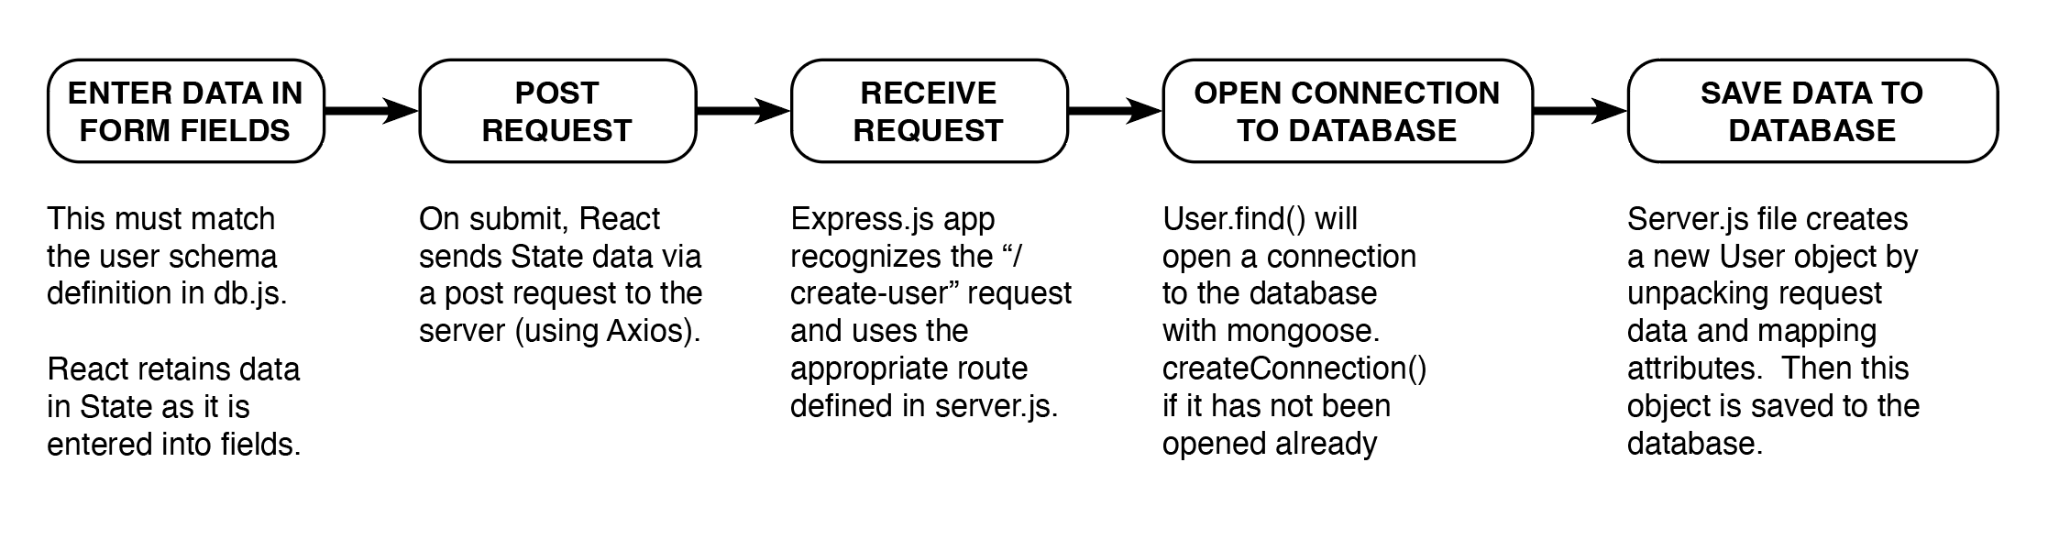 ENTER DATA IN
FORM FIELDS
POST
REQUEST
RECEIVE
REQUEST
OPEN CONNECTION
TO DATABASE
SAVE DATA TO
DATABASE
This must match
the user schema
definition in db.js.
React retains data
in State as it is
entered into fields.
On submit, React
sends State data via
a post request to the
server (using Axios).
Express.js app
recognizes the “/
create-user” request
and uses the
appropriate route
defined in server.js.
User.find() will
open a connection
to the database
with mongoose.
createConnection()
if it has not been
opened already
Server.js file creates
a new User object by
unpacking request
data and mapping
attributes.  Then this
object is saved to the
database.